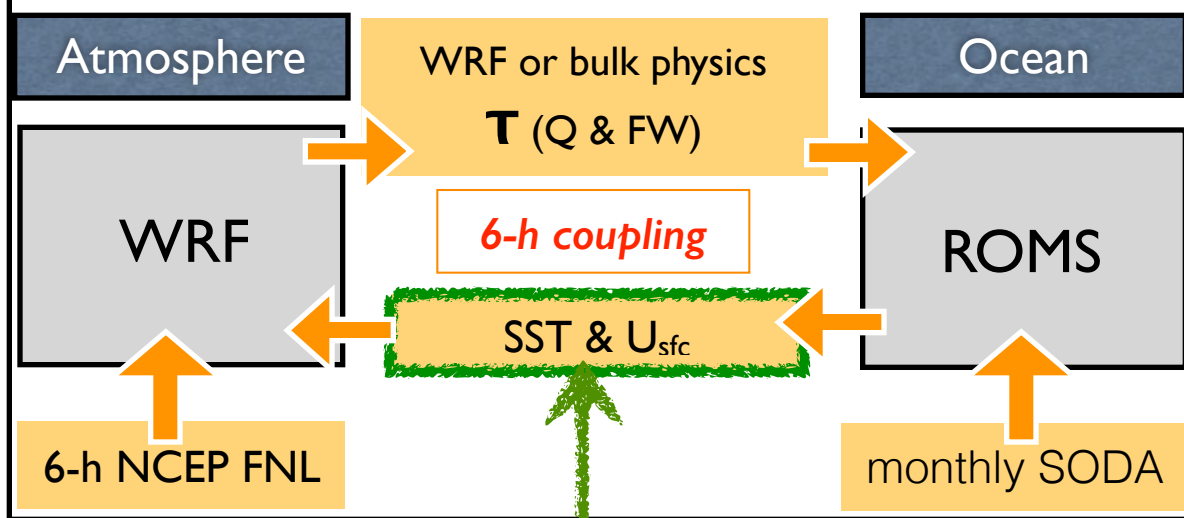 Atmosphere
WRF or bulk physics
τ (Q & FW)
Ocean
WRF
6-h coupling
ROMS
SST & Usfc
6-h NCEP FNL
monthly SODA